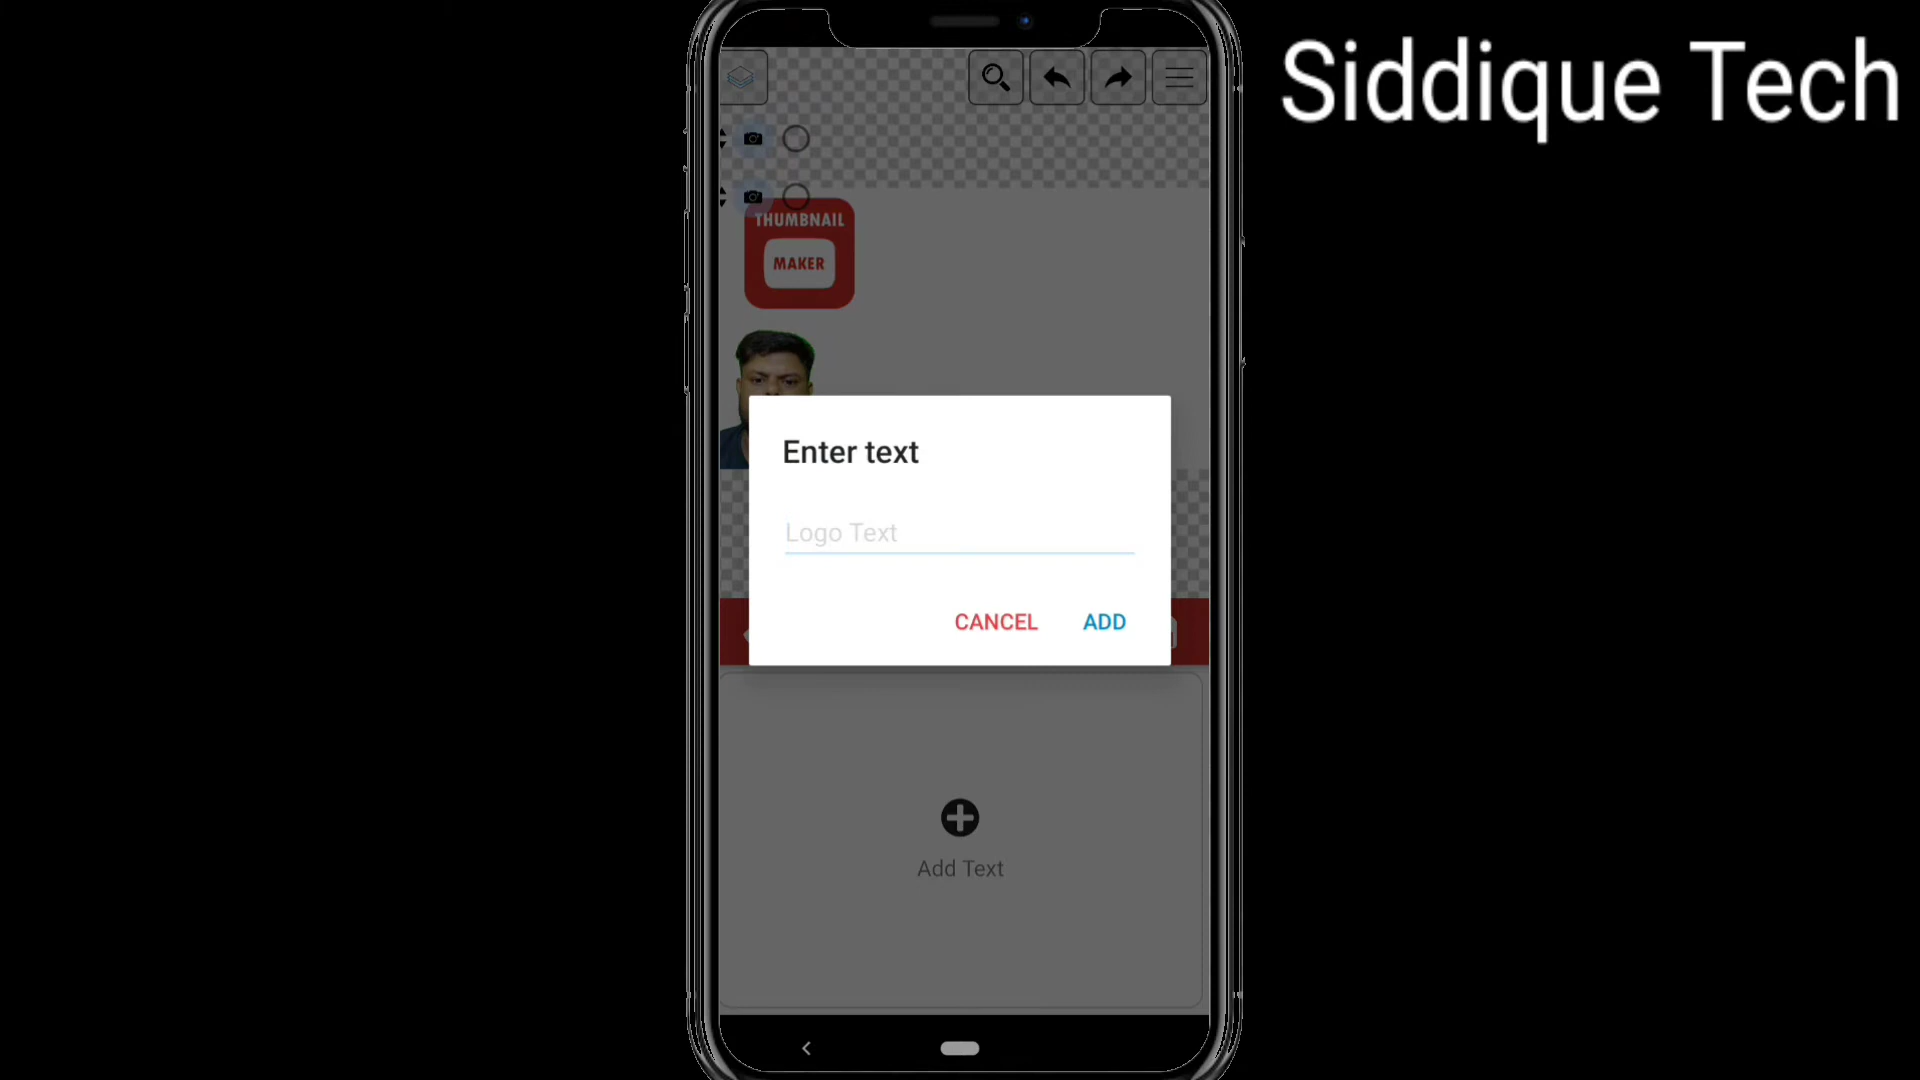 Siddique Tech
THUMBNAIL
MAKER
Enter text
Logo Text
CANCEL
ADD
Add Text